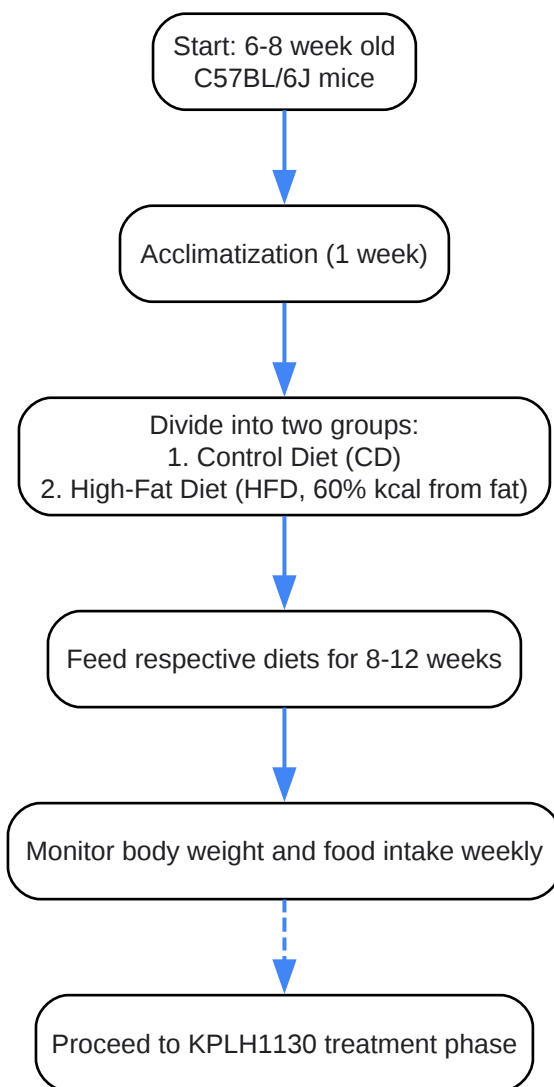 Start: 6-8 week old
C57BL/6J mice
Acclimatization (1 week)
Divide into two groups:
1. Control Diet (CD)
2. High-Fat Diet (HFD, 60% kcal from fat)
Feed respective diets for 8-12 weeks
Monitor body weight and food intake weekly
Proceed to KPLH1130 treatment phase